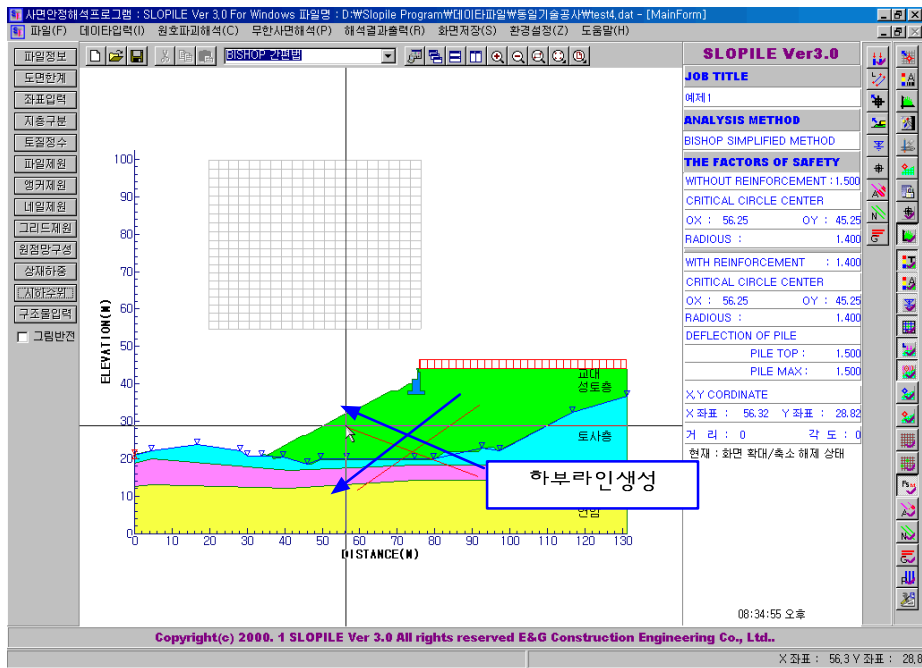 사면안정해석프로그램 : SLOPILE Ver 3.0 For Windows 파일명 : D:\Slopile Program\데이타파일\동일기술공사\test4.dat - [MainForm]
파일(F) 데이타입력(I) 원호파괴해석(C) 무한사면해석(P) 해석결과출력(R) 화면저장(S) 환경설정(Z) 도움말(H)
파일정보
도면한계
좌표입력
지층구분
토질정수
파일제원
앵커제원
네일제원
그리드제원
원점망구성
상재하중
지하수위
구조물입력
그림반전
BISHOP 간편법
ELEVATION(M)
100
90
80
70
60
50
40
30
20
10
0
0 10 20 30 40 50 60 70 80 90 100 110 120 130
DISTANCE(M)
교대
성토층
토사층
연암
하부라인생성
SLOPILE Ver3.0
JOB TITLE
예제1
ANALYSIS METHOD
BISHOP SIMPLIFIED METHOD
THE FACTORS OF SAFETY
WITHOUT REINFORCEMENT : 1.500
CRITICAL CIRCLE CENTER
OX : 56.25 OY : 45.25
RADIOUS : 1.400
WITH REINFORCEMENT : 1.400
CRITICAL CIRCLE CENTER
OX : 56.25 OY : 45.25
RADIOUS : 1.400
DEFLECTION OF PILE
PILE TOP : 1.500
PILE MAX : 1.500
X,Y CORDINATE
X 좌표 : 56.32 Y 좌표 : 28.82
거 리 : 0 각 도 : 0
현재 : 화면 확대/축소 해제 상태
08:34:55 오후
Copyright(c) 2000. 1 SLOPILE Ver 3.0 All rights reserved E&G Construction Engineering Co., Ltd..
X 좌표 : 56.3 Y 좌표 : 28.8